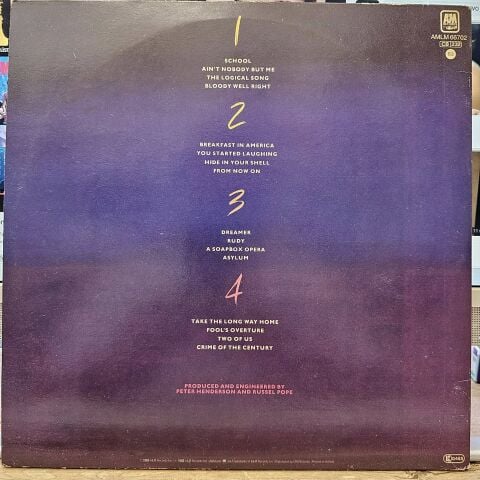 1
A&M
AMLM 66702
SCHOOL
AIN'T NOBODY BUT ME
THE LOGICAL SONG
BLOODY WELL RIGHT
2
BREAKFAST IN AMERICA
YOU STARTED LAUGHING
HIDE IN YOUR SHELL
FROM NOW ON
3
DREAMER
RUDY
A SOAPBOX OPERA
ASYLUM
4
TAKE THE LONG WAY HOME
FOOL'S OVERTURE
TWO OF US
CRIME OF THE CENTURY
PRODUCED AND ENGINEERED BY
PETER HENDERSON AND RUSSEL POPE